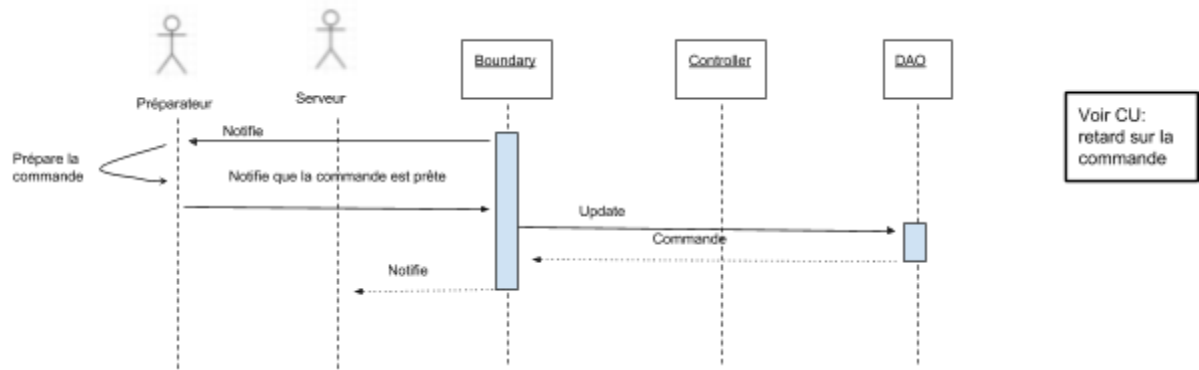 Boundary
Controller
DAO
Préparateur
Serveur
Voir CU:
retard sur la
commande
Notifie
Prépare la
commande
Notifie que la commande est prête
Update
Commande
Notifie